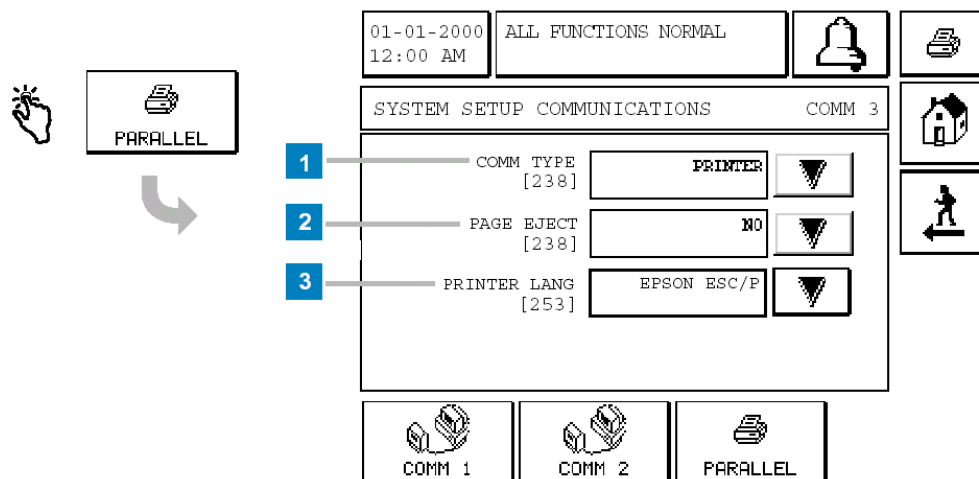 01-01-2000
12:00 AM
ALL FUNCTIONS NORMAL
PARALLEL
SYSTEM SETUP COMMUNICATIONS COMM 3
1
COMM TYPE
[238]
PRINTER
2
PAGE EJECT
[238]
NO
3
PRINTER LANG
[253]
EPSON ESC/P
COMM 1
COMM 2
PARALLEL